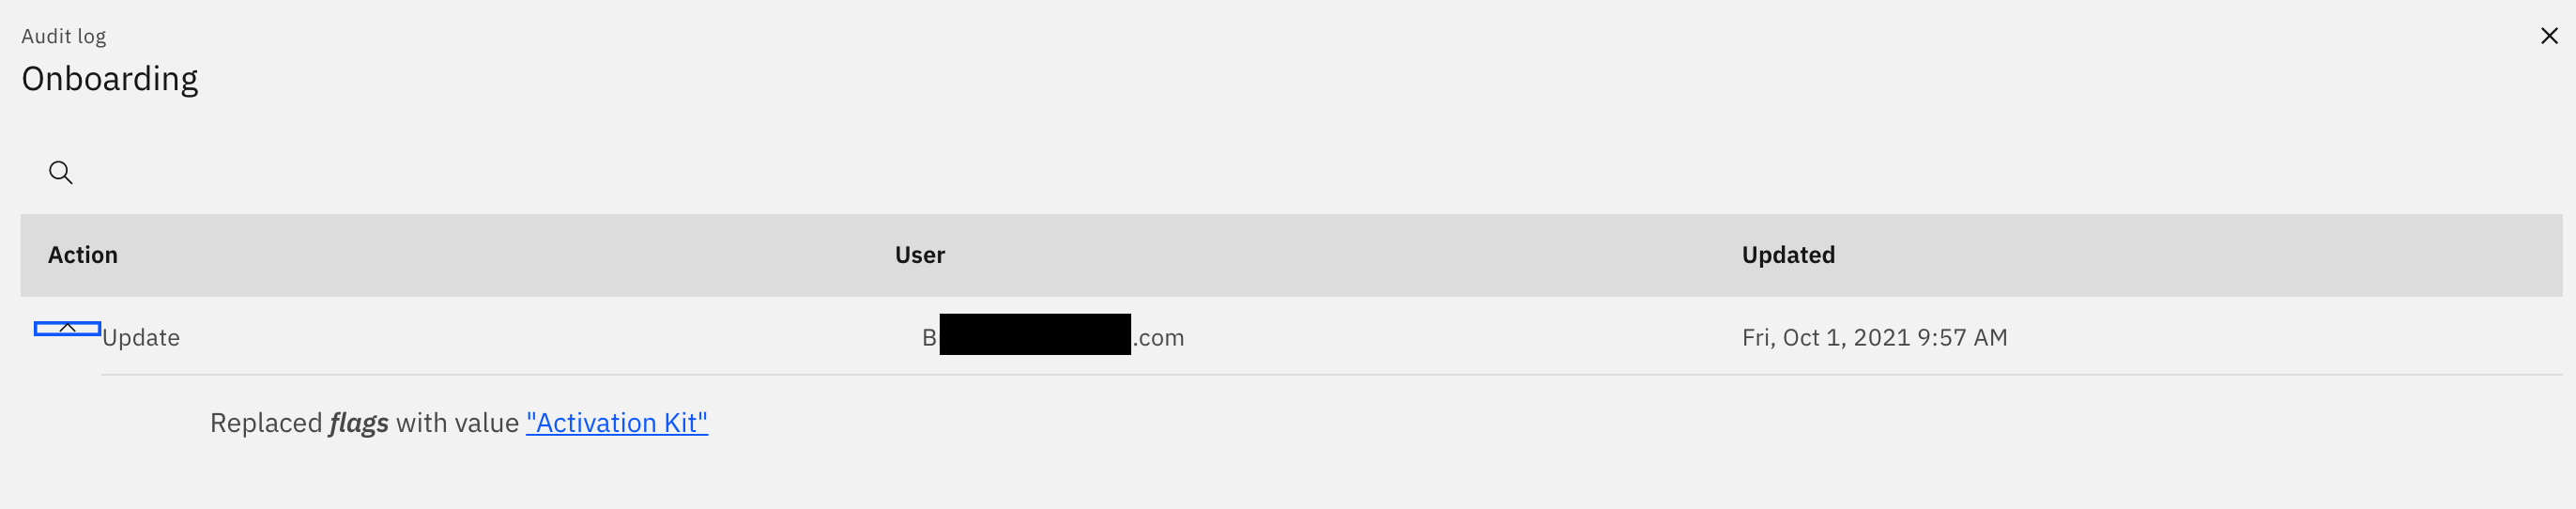 Audit log
Onboarding
Action User Updated
Update B .com Fri, Oct 1, 2021 9:57 AM
Replaced flags with value "Activation Kit"